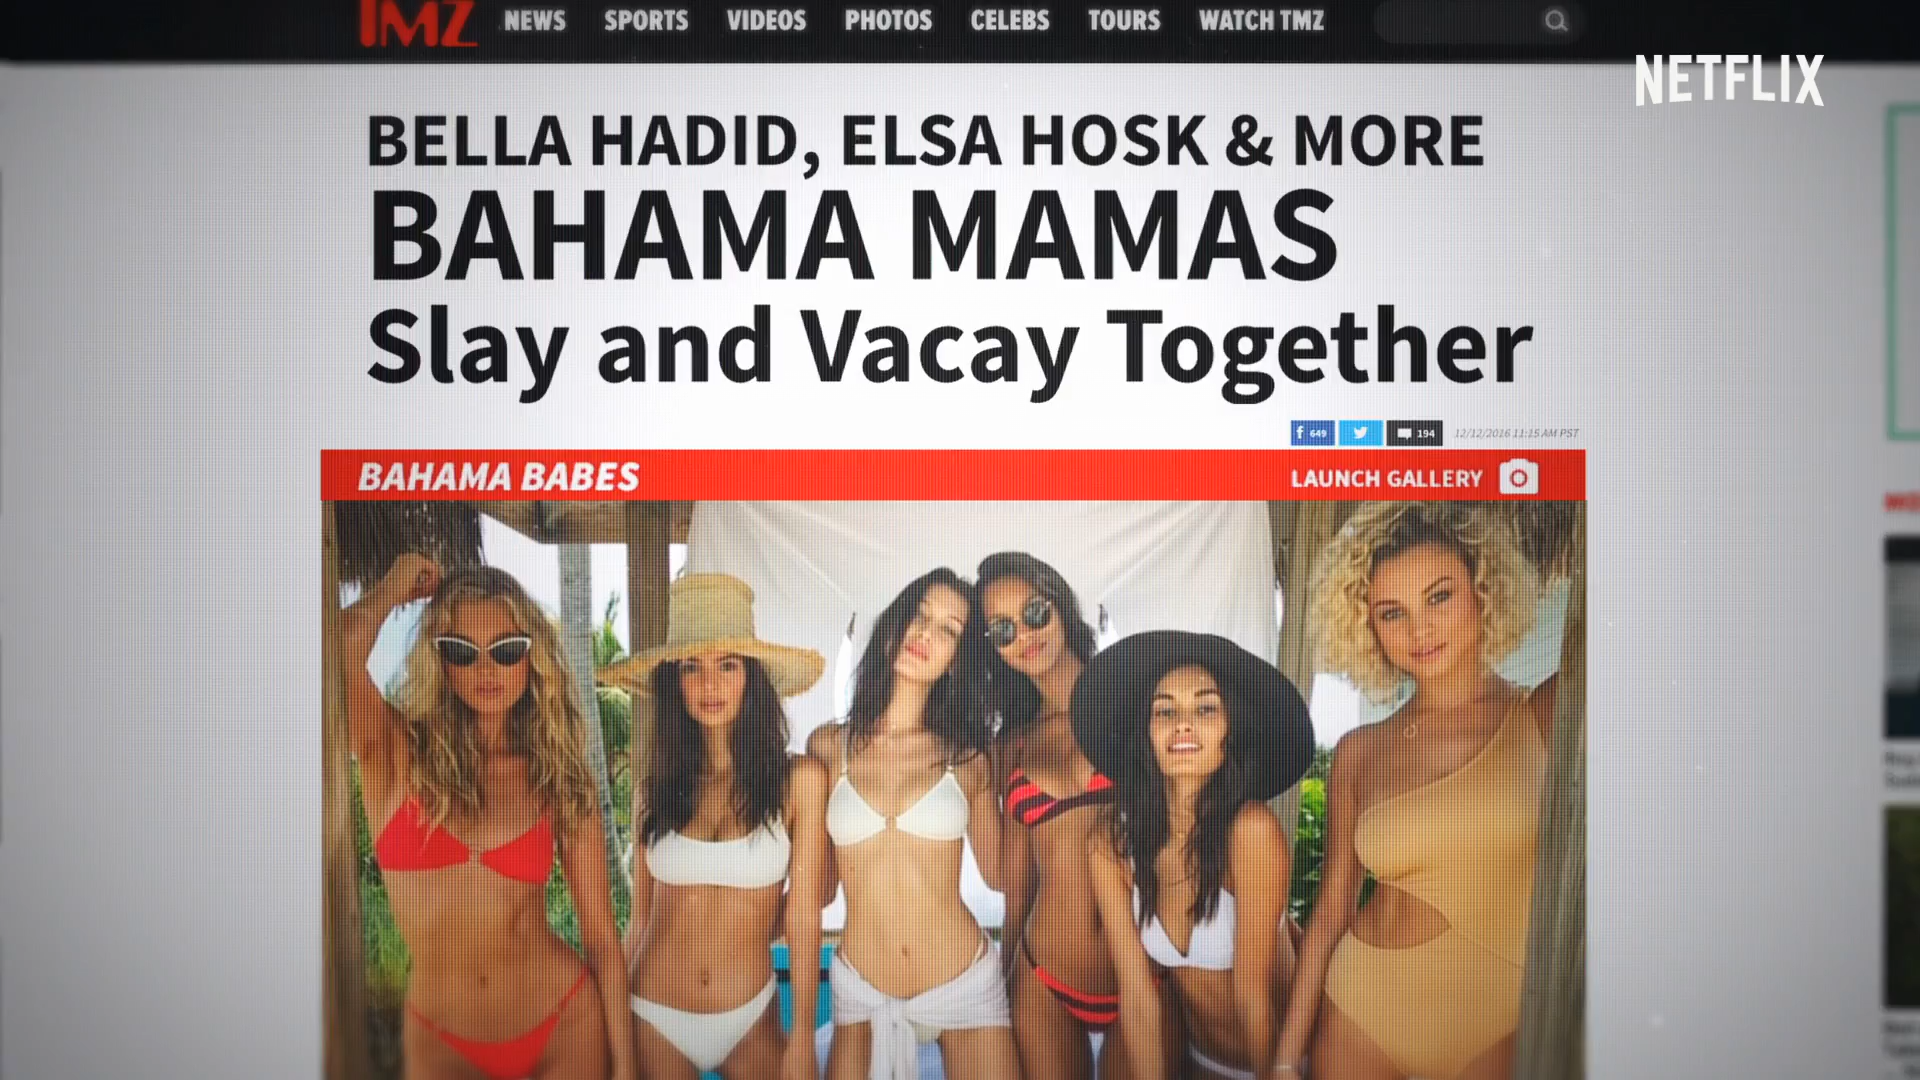 TMZ NEWS SPORTS VIDEOS PHOTOS CELEBS TOURS WATCH TMZ
NETFLIX
BELLA HADID, ELSA HOSK & MORE
BAHAMA MAMAS
Slay and Vacay Together
f 649 194 12/12/2016 11:15 AM PST
BAHAMA BABES LAUNCH GALLERY